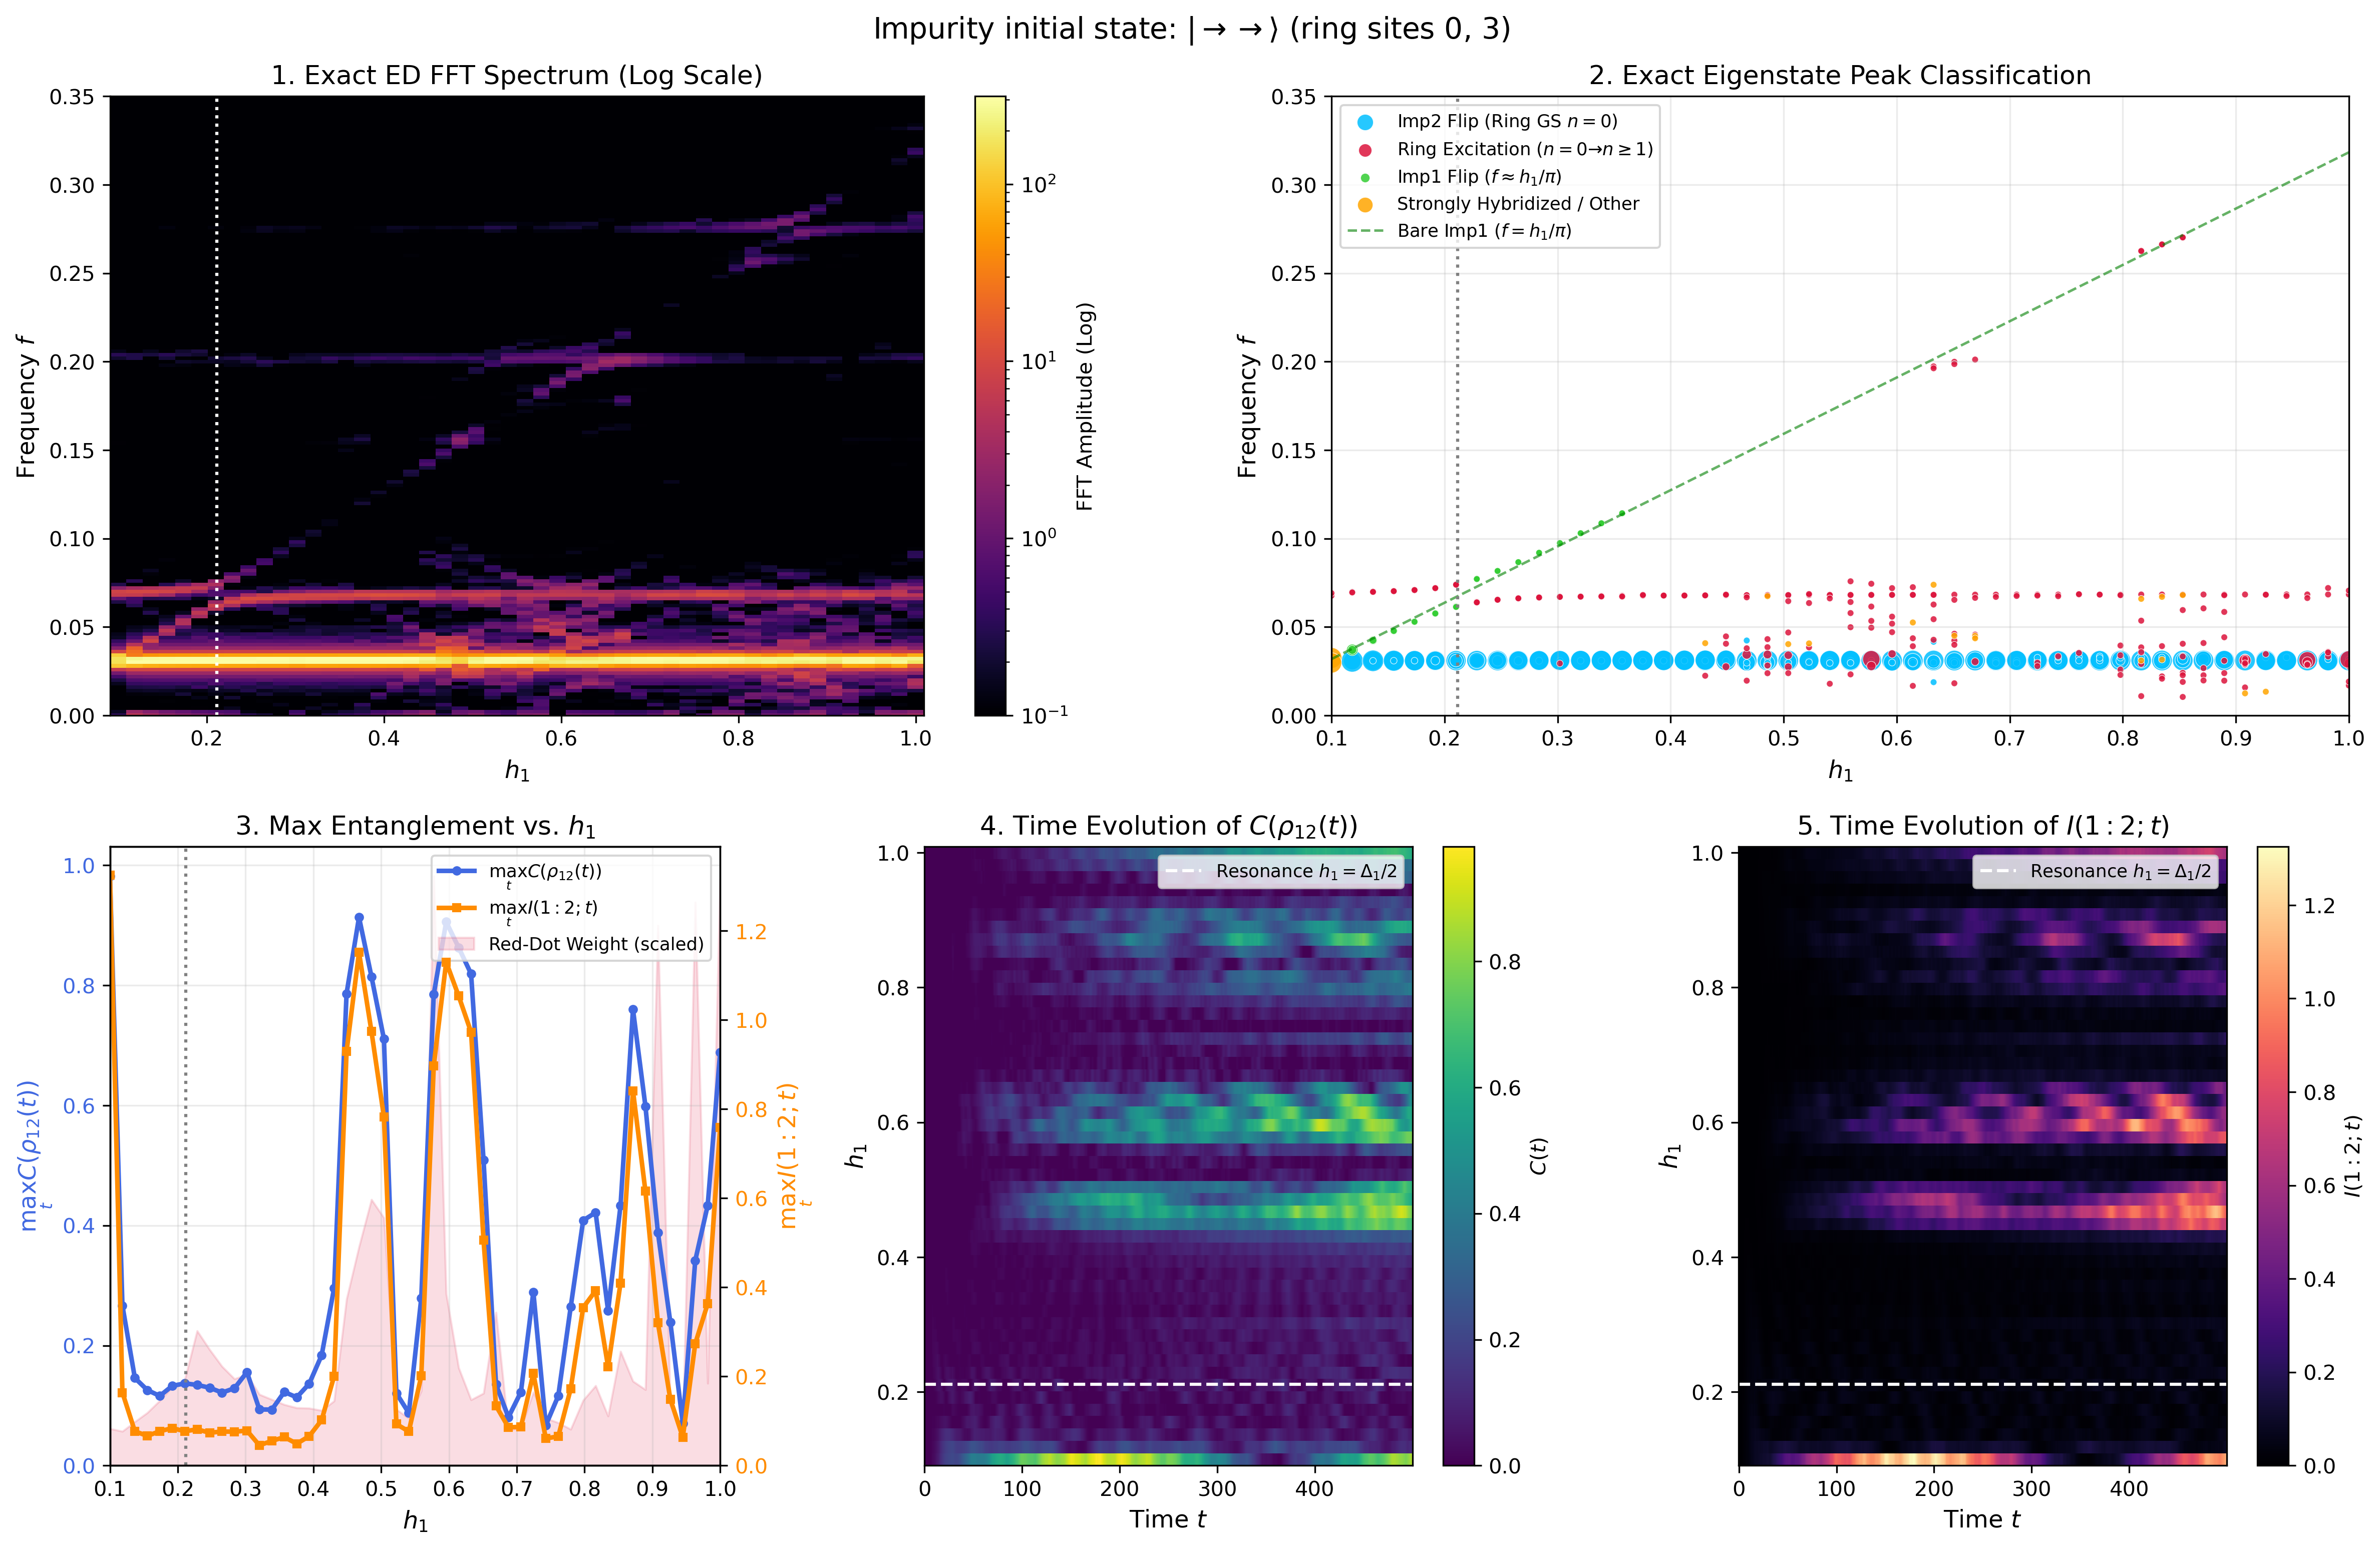 Impurity initial state: |→→⟩ (ring sites 0, 3)
1. Exact ED FFT Spectrum (Log Scale)
0.35
0.30
0.25
0.20
0.15
0.10
0.05
0.00
Frequency f
0.2
0.4
0.6
0.8
1.0
h₁
10²
10¹
10⁰
10⁻¹
FFT Amplitude (Log)
2. Exact Eigenstate Peak Classification
Imp2 Flip (Ring GS n = 0)
Ring Excitation (n = 0→n ≥ 1)
Imp1 Flip (f ≈ h₁/π)
Strongly Hybridized / Other
Bare Imp1 (f = h₁/π)
0.35
0.30
0.25
0.20
0.15
0.10
0.05
0.00
Frequency f
0.1
0.2
0.3
0.4
0.5
0.6
0.7
0.8
0.9
1.0
h₁
3. Max Entanglement vs. h₁
max C(ρ₁₂(t))
t
max I(1 : 2; t)
t
Red-Dot Weight (scaled)
1.0
0.8
0.6
0.4
0.2
0.0
max C(ρ₁₂(t))
t
0.1
0.2
0.3
0.4
0.5
0.6
0.7
0.8
0.9
1.0
h₁
1.2
1.0
0.8
0.6
0.4
0.2
0.0
max I(1 : 2; t)
t
4. Time Evolution of C(ρ₁₂(t))
Resonance h₁ = Δ₁/2
1.0
0.8
0.6
0.4
0.2
h₁
0
100
200
300
400
Time t
0.8
0.6
0.4
0.2
0.0
C(t)
5. Time Evolution of I(1 : 2; t)
Resonance h₁ = Δ₁/2
1.0
0.8
0.6
0.4
0.2
h₁
0
100
200
300
400
Time t
1.2
1.0
0.8
0.6
0.4
0.2
0.0
I(1 : 2; t)